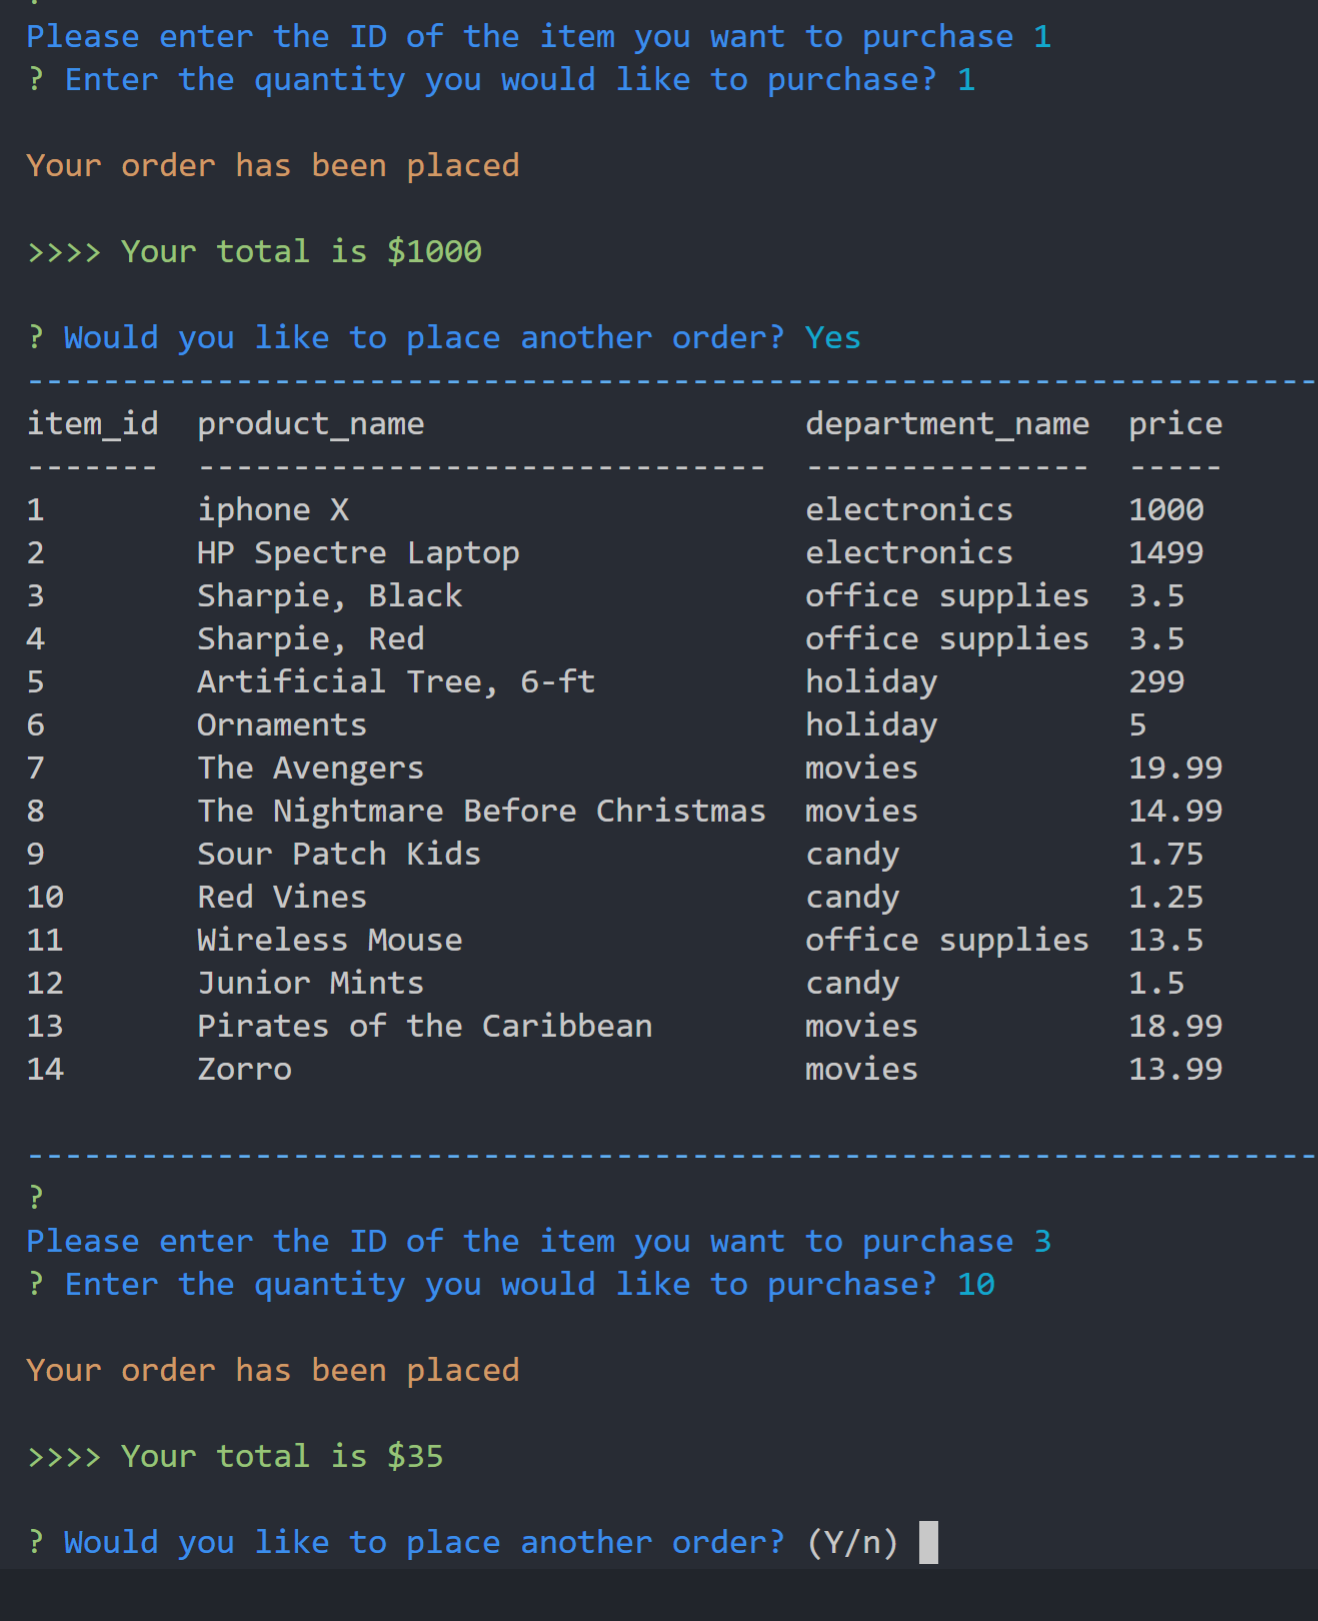 Please enter the ID of the item you want to purchase 1
? Enter the quantity you would like to purchase? 1
Your order has been placed
>>>> Your total is $1000
? Would you like to place another order? Yes
--------------------------------------------------------------------
item_id  product_name                    department_name  price
-------  ------------------------------  ---------------  -----
1        iphone X                        electronics      1000
2        HP Spectre Laptop               electronics      1499
3        Sharpie, Black                  office supplies  3.5
4        Sharpie, Red                    office supplies  3.5
5        Artificial Tree, 6-ft           holiday          299
6        Ornaments                       holiday          5
7        The Avengers                    movies           19.99
8        The Nightmare Before Christmas  movies           14.99
9        Sour Patch Kids                 candy            1.75
10       Red Vines                       candy            1.25
11       Wireless Mouse                  office supplies  13.5
12       Junior Mints                    candy            1.5
13       Pirates of the Caribbean        movies           18.99
14       Zorro                           movies           13.99
--------------------------------------------------------------------
?
Please enter the ID of the item you want to purchase 3
? Enter the quantity you would like to purchase? 10
Your order has been placed
>>>> Your total is $35
? Would you like to place another order? (Y/n)